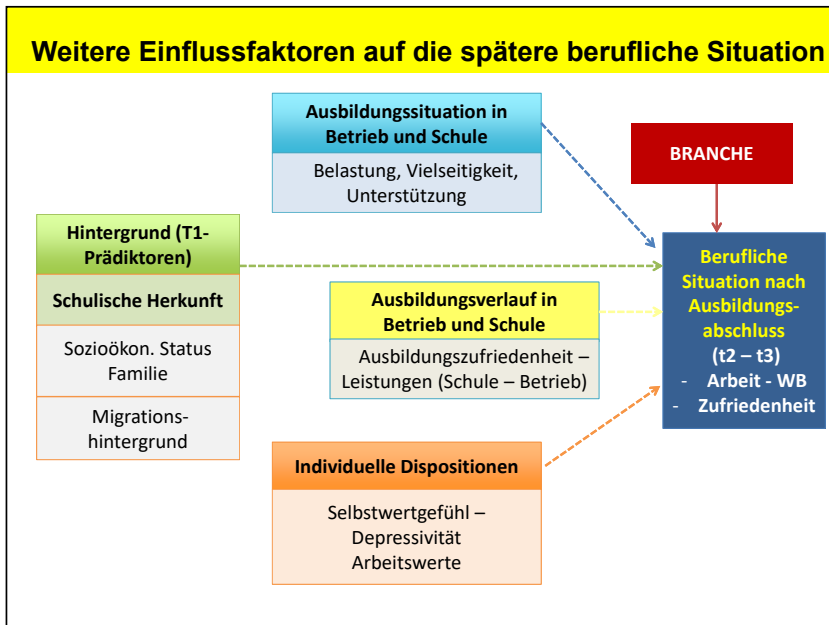 Weitere Einflussfaktoren auf die spätere berufliche Situation
Ausbildungssituation in
Betrieb und Schule
Belastung, Vielseitigkeit,
Unterstützung
BRANCHE
Hintergrund (T1-
Prädiktoren)
Schulische Herkunft
Sozioökon. Status
Familie
Migrations-
hintergrund
Ausbildungsverlauf in
Betrieb und Schule
Ausbildungszufriedenheit –
Leistungen (Schule – Betrieb)
Individuelle Dispositionen
Selbstwertgefühl –
Depressivität
Arbeitswerte
Berufliche
Situation nach
Ausbildungs-
abschluss
(t2 – t3)
- Arbeit - WB
- Zufriedenheit